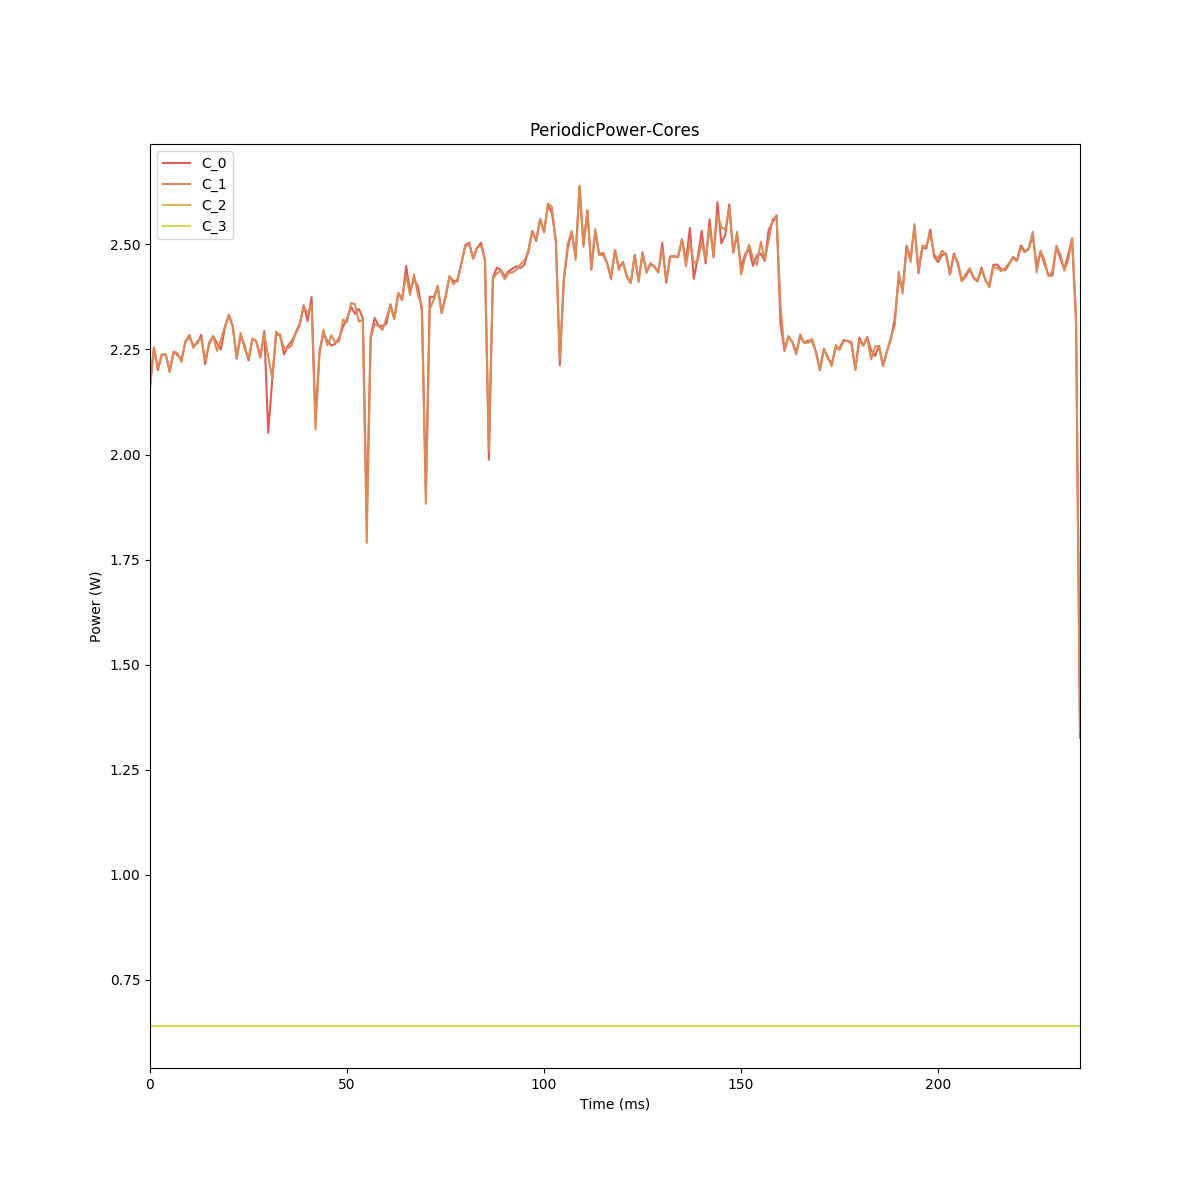 PeriodicPower-Cores
C_0
C_1
C_2
C_3
2.50
2.25
2.00
1.75
1.50
1.25
1.00
0.75
Power (W)
0 50 100 150 200
Time (ms)